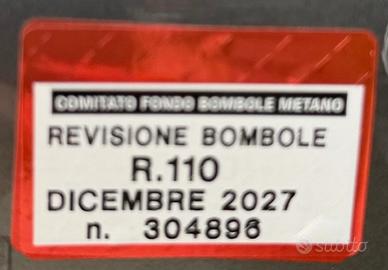 COMITATO FONDO BOMBOLE METANO
REVISIONE BOMBOLE
R.110
DICEMBRE 2027
n. 304896
subito